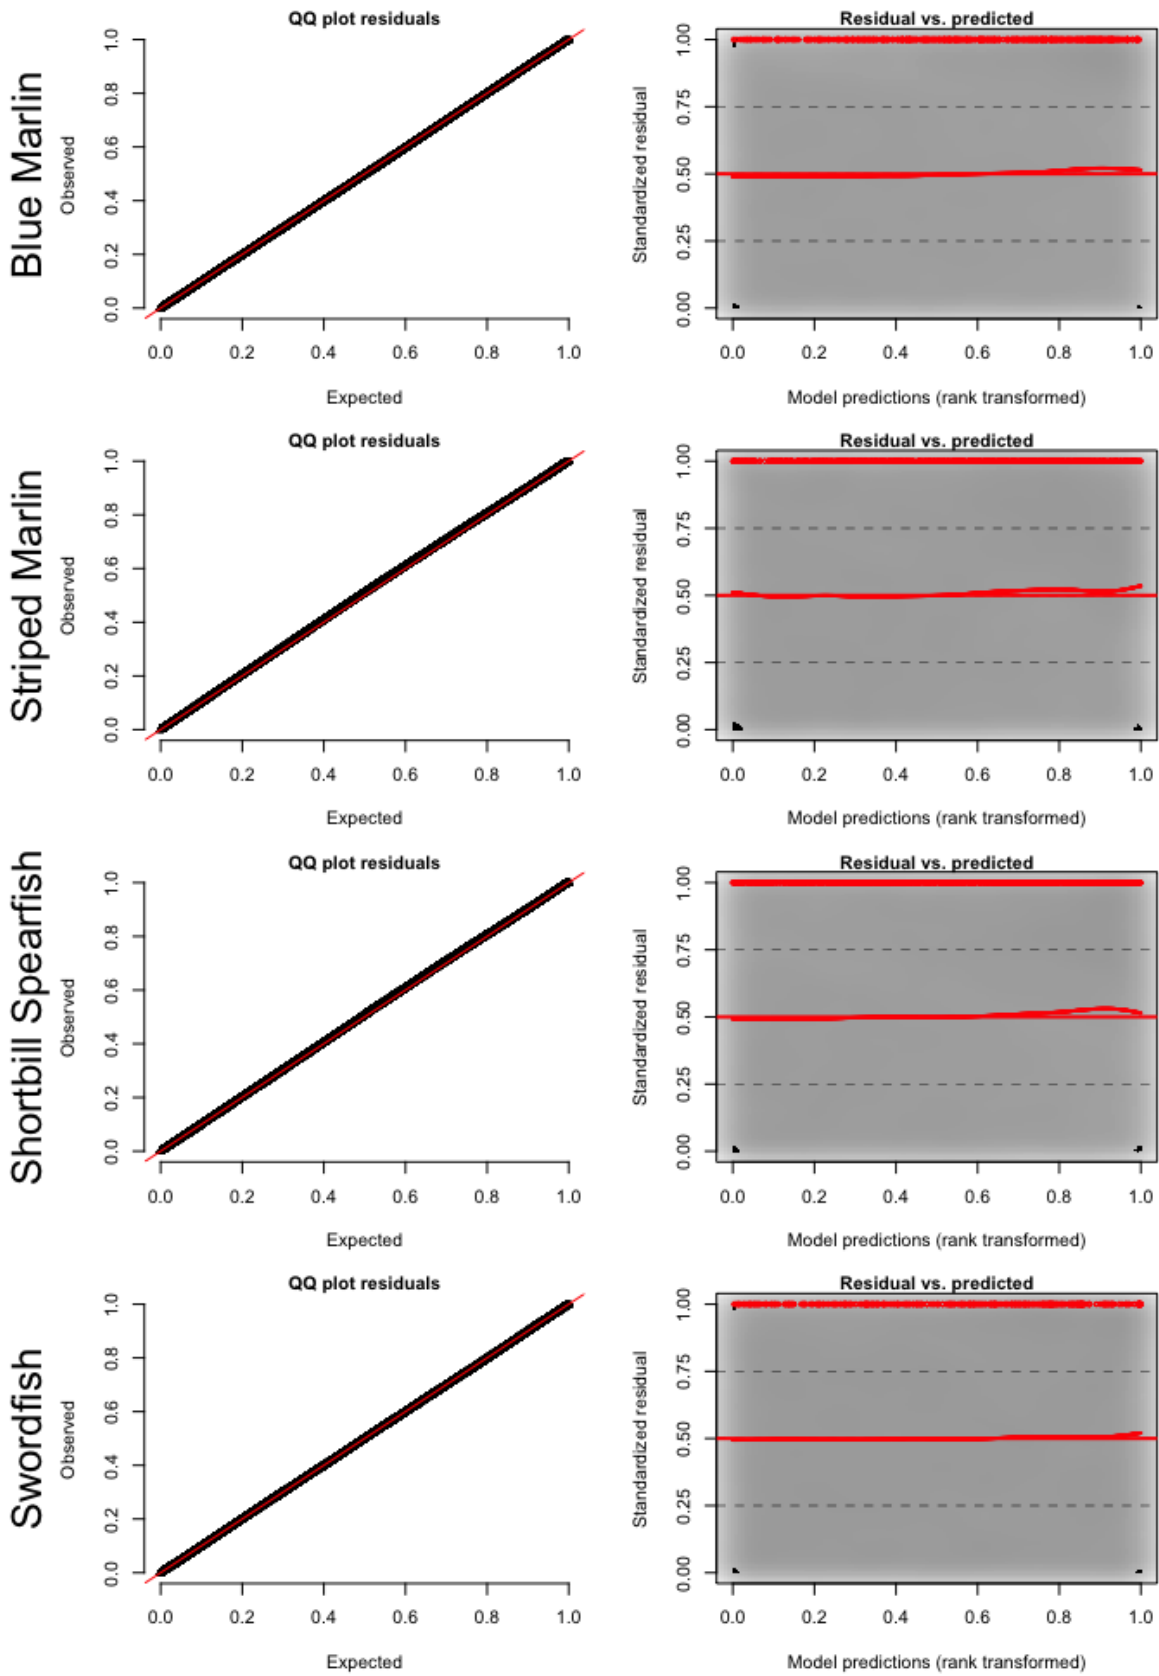 Blue Marlin
QQ plot residuals
Observed
1.0
0.8
0.6
0.4
0.2
0.0
0.0 0.2 0.4 0.6 0.8 1.0
Expected
Residual vs. predicted
Standardized residual
1.00
0.75
0.50
0.25
0.00
0.0 0.2 0.4 0.6 0.8 1.0
Model predictions (rank transformed)
Striped Marlin
QQ plot residuals
Observed
1.0
0.8
0.6
0.4
0.2
0.0
0.0 0.2 0.4 0.6 0.8 1.0
Expected
Residual vs. predicted
Standardized residual
1.00
0.75
0.50
0.25
0.00
0.0 0.2 0.4 0.6 0.8 1.0
Model predictions (rank transformed)
Shortbill Spearfish
QQ plot residuals
Observed
1.0
0.8
0.6
0.4
0.2
0.0
0.0 0.2 0.4 0.6 0.8 1.0
Expected
Residual vs. predicted
Standardized residual
1.00
0.75
0.50
0.25
0.00
0.0 0.2 0.4 0.6 0.8 1.0
Model predictions (rank transformed)
Swordfish
QQ plot residuals
Observed
1.0
0.8
0.6
0.4
0.2
0.0
0.0 0.2 0.4 0.6 0.8 1.0
Expected
Residual vs. predicted
Standardized residual
1.00
0.75
0.50
0.25
0.00
0.0 0.2 0.4 0.6 0.8 1.0
Model predictions (rank transformed)